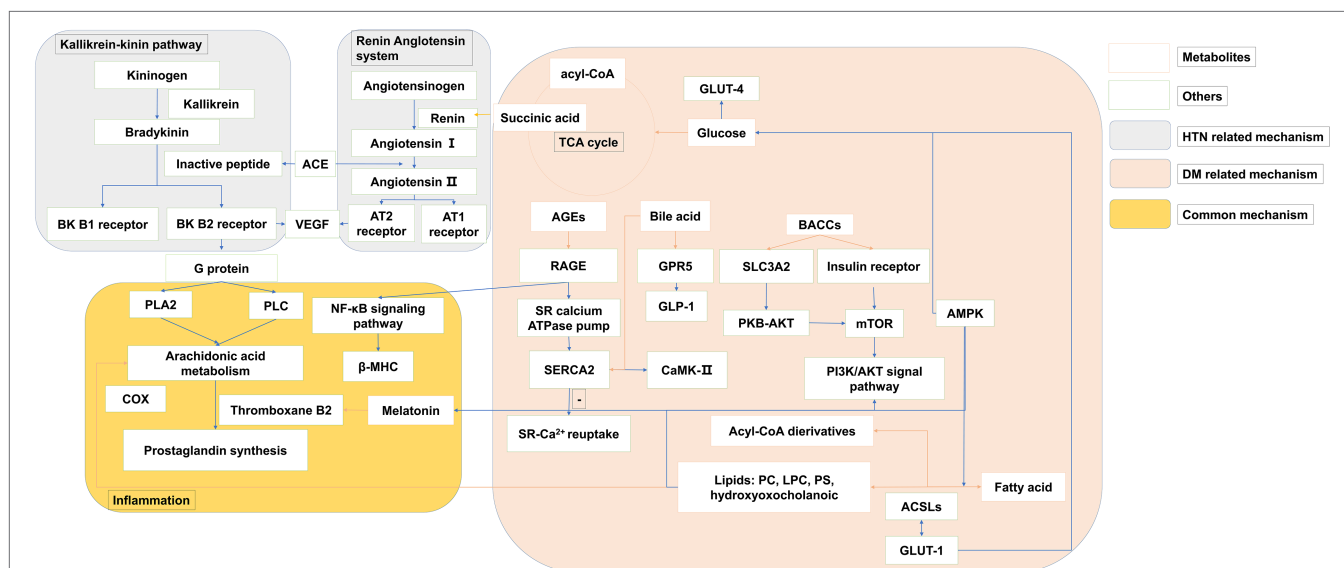 Kallikrein-kinin pathway
Kininogen
Kallikrein
Bradykinin
Inactive peptide
ACE
BK B1 receptor
BK B2 receptor
VEGF
Renin Anglotensin
system
Angiotensinogen
Renin
Angiotensin Ⅰ
Angiotensin Ⅱ
AT2
receptor
AT1
receptor
G protein
PLA2
PLC
NF-κB signaling
pathway
Arachidonic acid
metabolism
β-MHC
COX
Thromboxane B2
Melatonin
Prostaglandin synthesis
Inflammation
acyl-CoA
Succinic acid
TCA cycle
GLUT-4
Glucose
AGEs
Bile acid
BACCs
RAGE
GPR5
SLC3A2
Insulin receptor
SR calcium
ATPase pump
GLP-1
PKB-AKT
mTOR
AMPK
SERCA2
CaMK-Ⅱ
PI3K/AKT signal
pathway
-
SR-Ca²⁺ reuptake
Acyl-CoA dierivatives
Lipids: PC, LPC, PS,
hydroxyoxocholanoic
Fatty acid
ACSLs
GLUT-1
Metabolites
Others
HTN related mechanism
DM related mechanism
Common mechanism